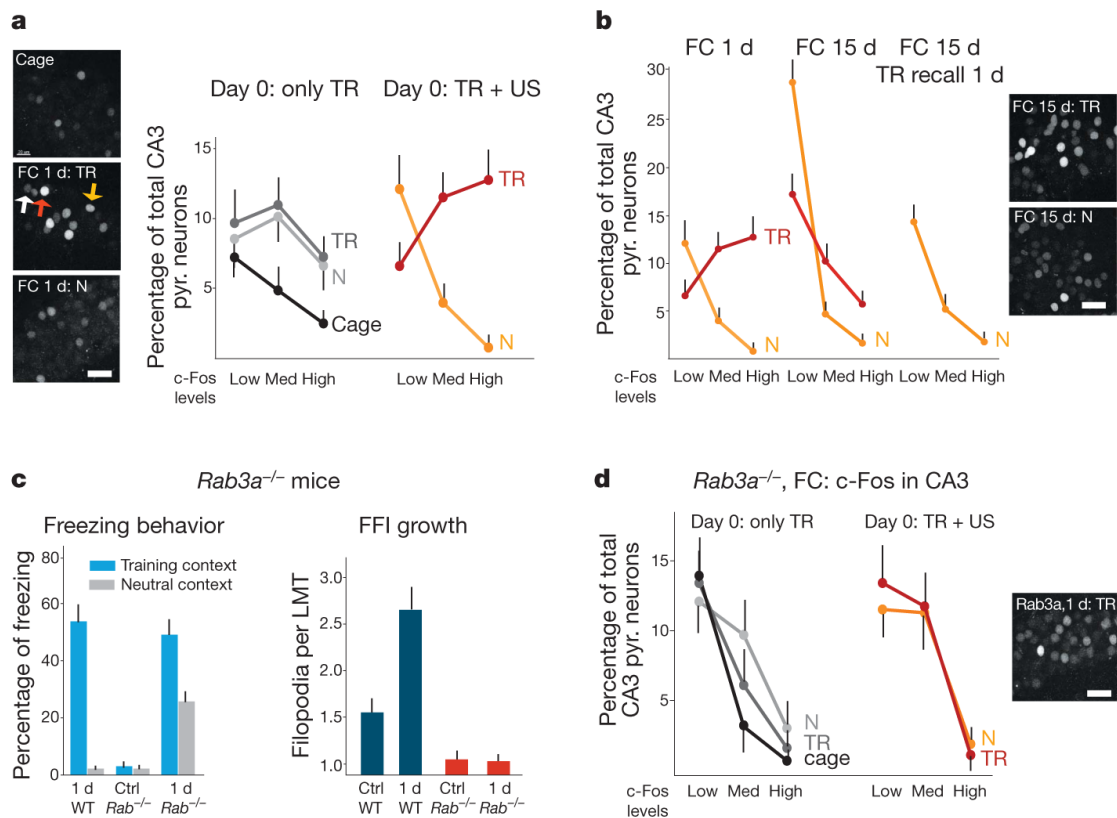 a
Cage
FC 1 d: TR
FC 1 d: N
Day 0: only TR
Day 0: TR + US
Percentage of total CA3
pyr. neurons
15
10
5
TR
N
Cage
TR
N
c-Fos
levels
Low Med High
Low Med High
b
FC 1 d
FC 15 d
FC 15 d
TR recall 1 d
Percentage of total CA3
pyr. neurons
30
25
20
15
10
5
TR
N
N
N
c-Fos
levels
Low Med High
Low Med High
Low Med High
FC 15 d: TR
FC 15 d: N
c
Rab3a–/– mice
Freezing behavior
Percentage of freezing
80
60
40
20
0
Training context
Neutral context
1 d
WT
Ctrl
Rab–/–
1 d
Rab–/–
FFI growth
Filopodia per LMT
3.0
2.0
1.5
1.0
Ctrl
WT
1 d
WT
Ctrl
Rab–/–
1 d
Rab–/–
d
Rab3a–/–, FC: c-Fos in CA3
Day 0: only TR
Day 0: TR + US
Percentage of total
CA3 pyr. neurons
15
10
5
N
TR
cage
N
TR
c-Fos
levels
Low Med High
Low Med High
Rab3a,1 d: TR